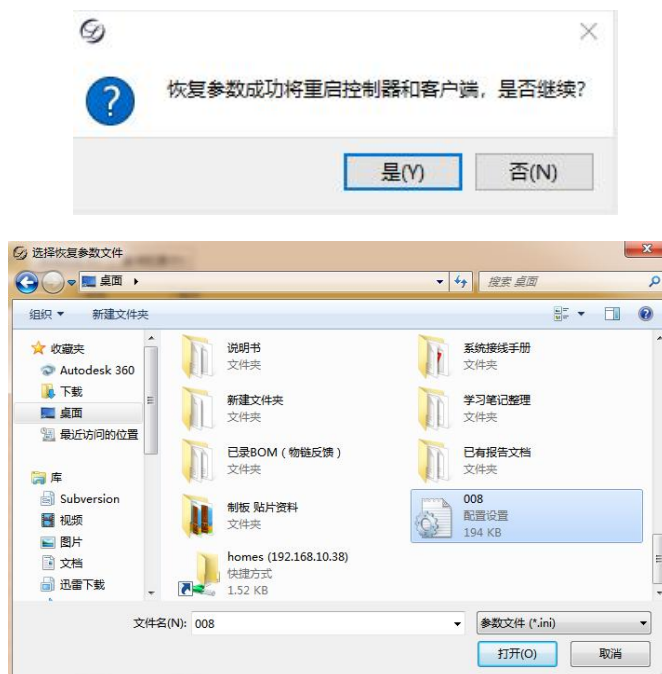 恢复参数成功将重启控制器和客户端，是否继续?
是(Y)
否(N)
选择恢复参数文件
桌面
搜索 桌面
组织
新建文件夹
收藏夹
Autodesk 360
下载
桌面
最近访问的位置
库
Subversion
视频
图片
文档
迅雷下载
说明书
文件夹
系统接线手册
文件夹
新建文件夹
文件夹
学习笔记整理
文件夹
已录BOM（物链反馈）
文件夹
已有报告文档
文件夹
制板 贴片资料
文件夹
008
配置设置
194 KB
homes (192.168.10.38)
快捷方式
1.52 KB
文件名(N): 008
参数文件 (*.ini)
打开(O)
取消